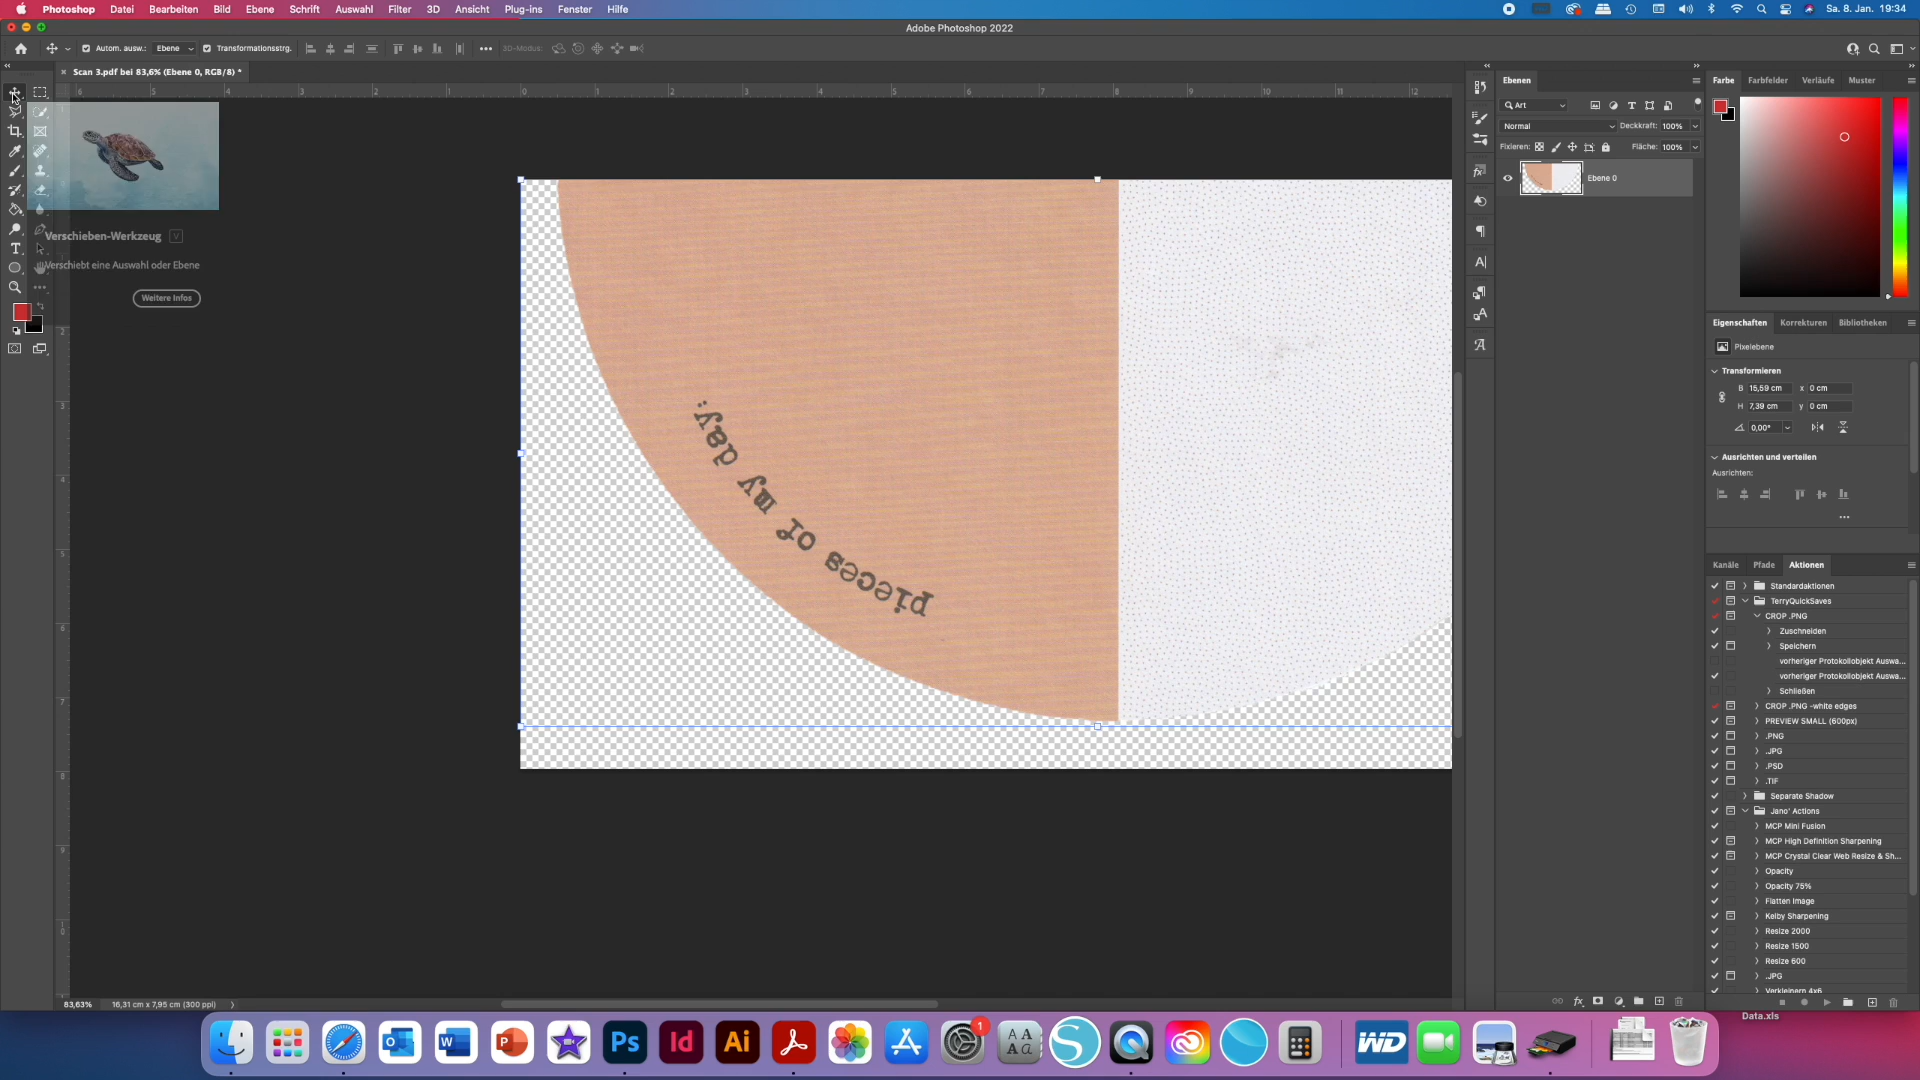 Photoshop Datei Bearbeiten Bild Ebene Schrift Auswahl Filter 3D Ansicht Plug-ins Fenster Hilfe Sa. 8. Jan. 19:34
Adobe Photoshop 2022
Autom. ausw.: Ebene Transformationsstrg. 3D-Modus:
Scan 3.pdf bei 83,6% (Ebene 0, RGB/8) *
Verschieben-Werkzeug V
Verschiebt eine Auswahl oder Ebene
Weitere Infos
pieces of my day:
83,63% 16,31 cm x 7,95 cm (300 ppi)
Ebenen
Art
Normal Deckkraft: 100%
Fixieren: Fläche: 100%
Ebene 0
Farbe Farbfelder Verläufe Muster
Eigenschaften Korrekturen Bibliotheken
Pixelebene
Transformieren
B 15,59 cm x 0 cm
H 7,39 cm y 0 cm
0,00°
Ausrichten und verteilen
Ausrichten:
Kanäle Pfade Aktionen
Standardaktionen
TerryQuickSaves
CROP .PNG
Zuschneiden
Speichern
vorheriger Protokollobjekt Auswa...
vorheriger Protokollobjekt Auswa...
Schließen
CROP .PNG -white edges
PREVIEW SMALL (600px)
.PNG
.JPG
.PSD
.TIF
Separate Shadow
Jano' Actions
MCP Mini Fusion
MCP High Definition Sharpening
MCP Crystal Clear Web Resize & Sh...
Opacity
Opacity 75%
Flatten Image
Kelby Sharpening
Resize 2000
Resize 1500
Resize 600
.JPG
Verkleinern 4x6
Data.xls
Ps Id Ai WD
1